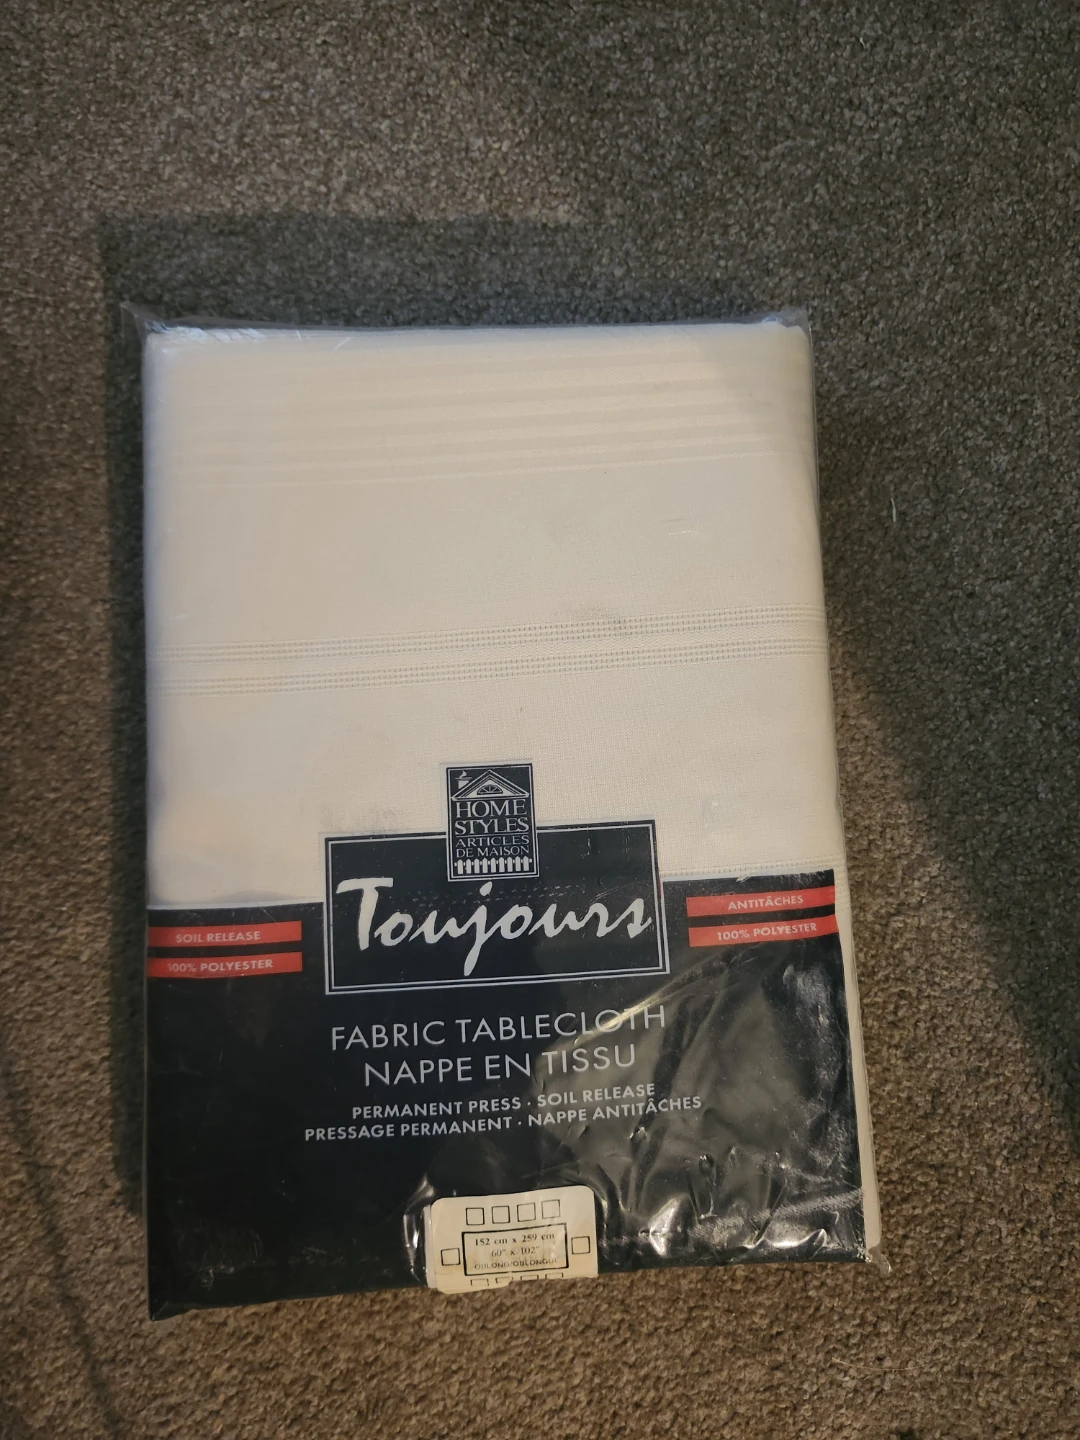 HOME
STYLES
ARTICLES
DE MAISON
Toujours
SOIL RELEASE
100% POLYESTER
ANTITÂCHES
100% POLYESTER
FABRIC TABLECLOTH
NAPPE EN TISSU
PERMANENT PRESS · SOIL RELEASE
PRESSAGE PERMANENT · NAPPE ANTITÂCHES
152 cm x 259 cm
60" x 102"
OBLONG/OBLONGUE